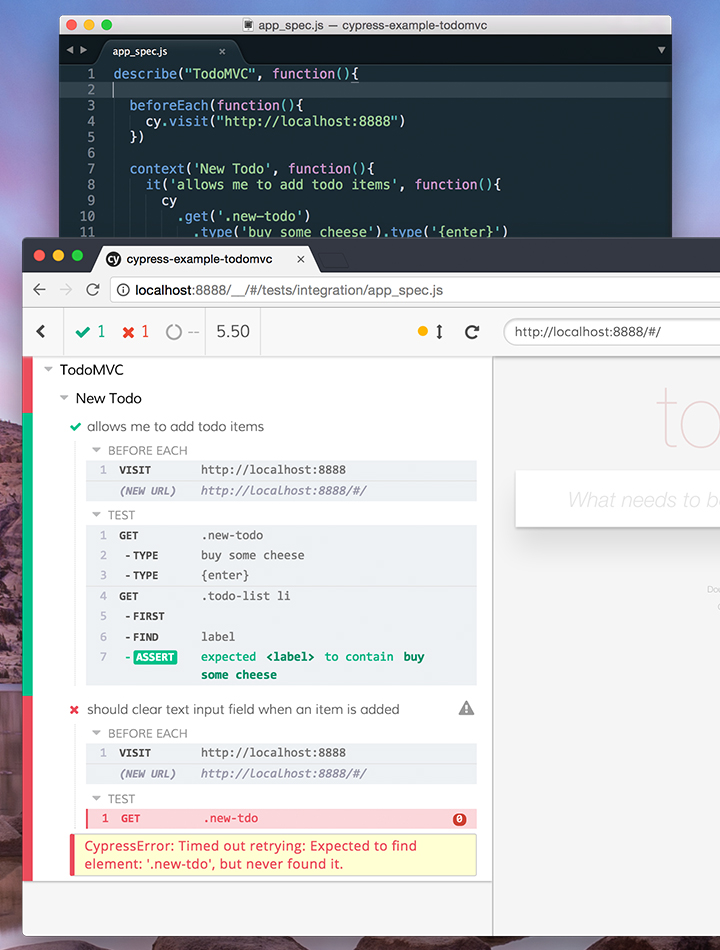 app_spec.js — cypress-example-todomvc
app_spec.js ×
1 describe("TodoMVC", function(){
2
3 beforeEach(function(){
4 cy.visit("http://localhost:8888")
5 })
6
7 context('New Todo', function(){
8 it('allows me to add todo items', function(){
9 cy
10 .get('.new-todo')
11 .type('buy some cheese').type('{enter}')
cy cypress-example-todomvc ×
localhost:8888/__/#/tests/integration/app_spec.js
1 1 -- 5.50 http://localhost:8888/#/
TodoMVC
New Todo
allows me to add todo items
BEFORE EACH
1 VISIT http://localhost:8888
(NEW URL) http://localhost:8888/#/
TEST
1 GET .new-todo
2 - TYPE buy some cheese
3 - TYPE {enter}
4 GET .todo-list li
5 - FIRST
6 - FIND label
7 - ASSERT expected <label> to contain buy
some cheese
should clear text input field when an item is added
BEFORE EACH
1 VISIT http://localhost:8888
(NEW URL) http://localhost:8888/#/
TEST
1 GET .new-tdo 0
CypressError: Timed out retrying: Expected to find
element: '.new-tdo', but never found it.
to
What needs to b